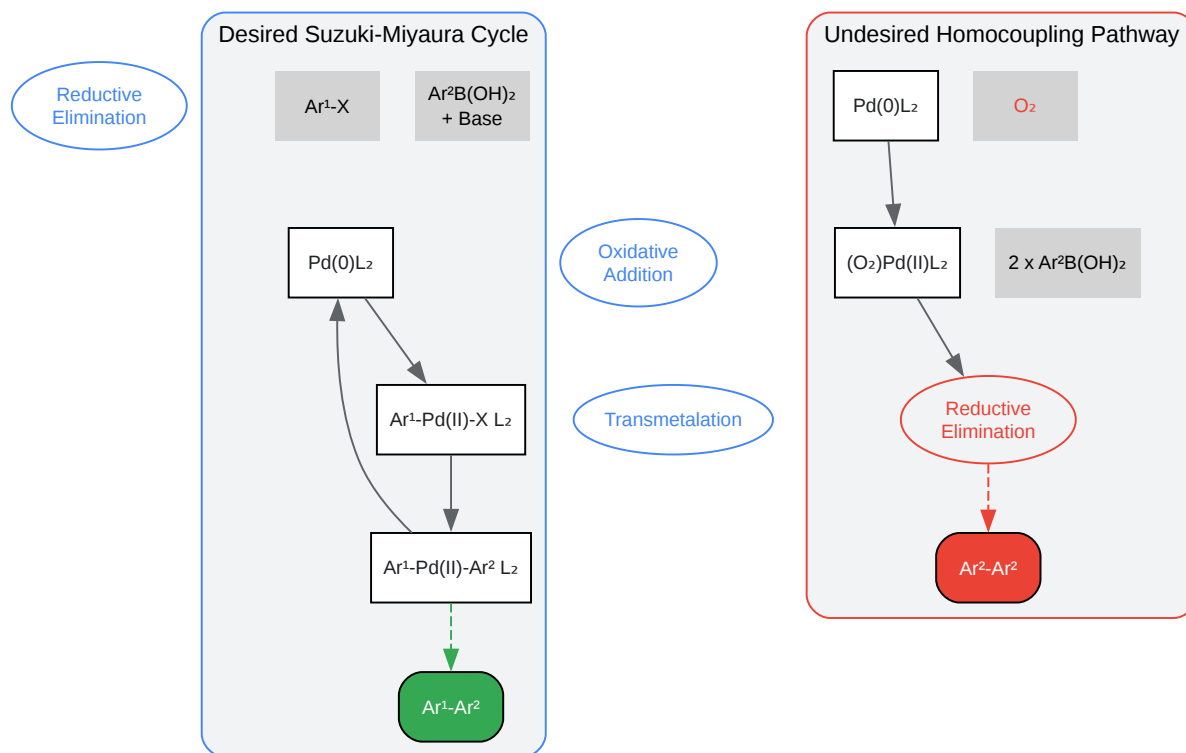 Desired Suzuki-Miyaura Cycle
Reductive
Elimination
Ar¹-X
Ar²B(OH)₂
+ Base
Pd(0)L₂
Oxidative
Addition
Ar¹-Pd(II)-X L₂
Transmetalation
Ar¹-Pd(II)-Ar² L₂
Ar¹-Ar²
Undesired Homocoupling Pathway
Pd(0)L₂
O₂
(O₂)Pd(II)L₂
2 x Ar²B(OH)₂
Reductive
Elimination
Ar²-Ar²